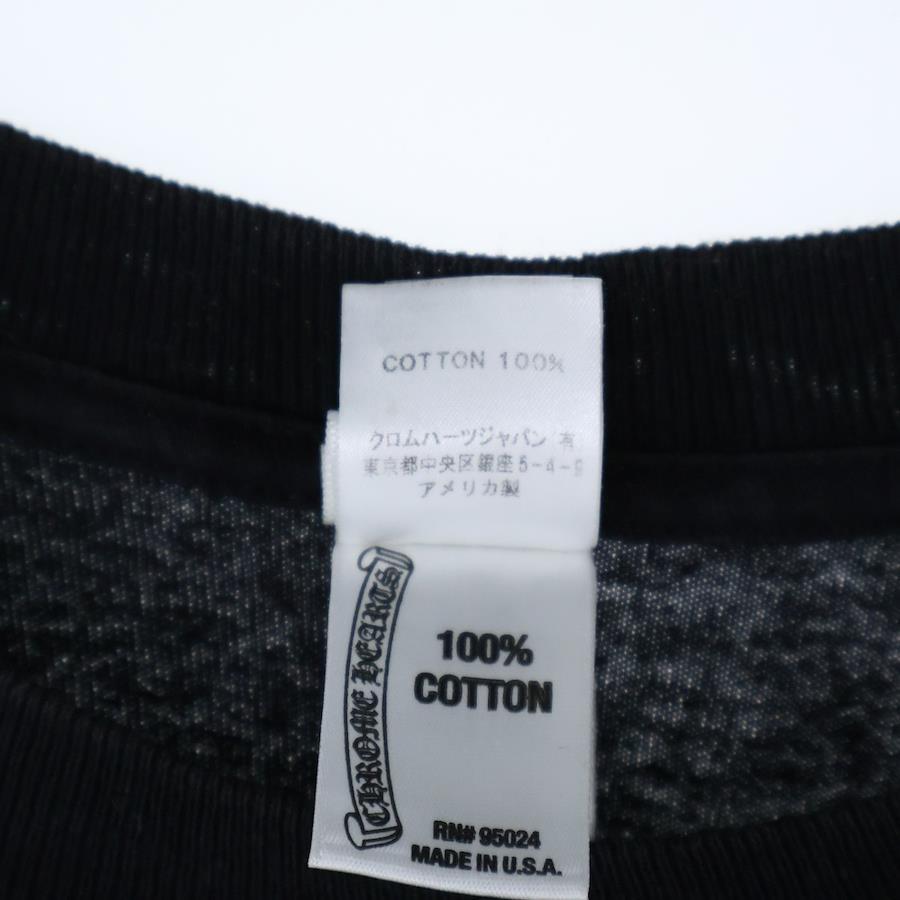 COTTON 100%
クロムハーツジャパン(有
東京都中央区銀座5-4-9
アメリカ製
CHROME HEARTS
100%
COTTON
RN# 95024
MADE IN U.S.A.